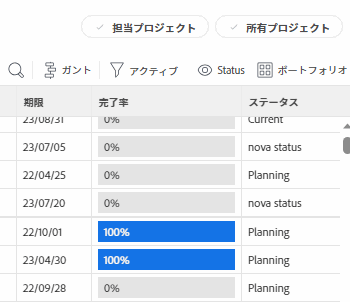 担当プロジェクト 所有プロジェクト
ガント アクティブ Status ポートフォリオ
期限 完了率 ステータス
23/08/31 0% Current
23/07/05 0% nova status
22/04/25 0% Planning
23/07/20 0% nova status
22/10/01 100% Planning
23/04/30 100% Planning
22/09/28 0% Planning